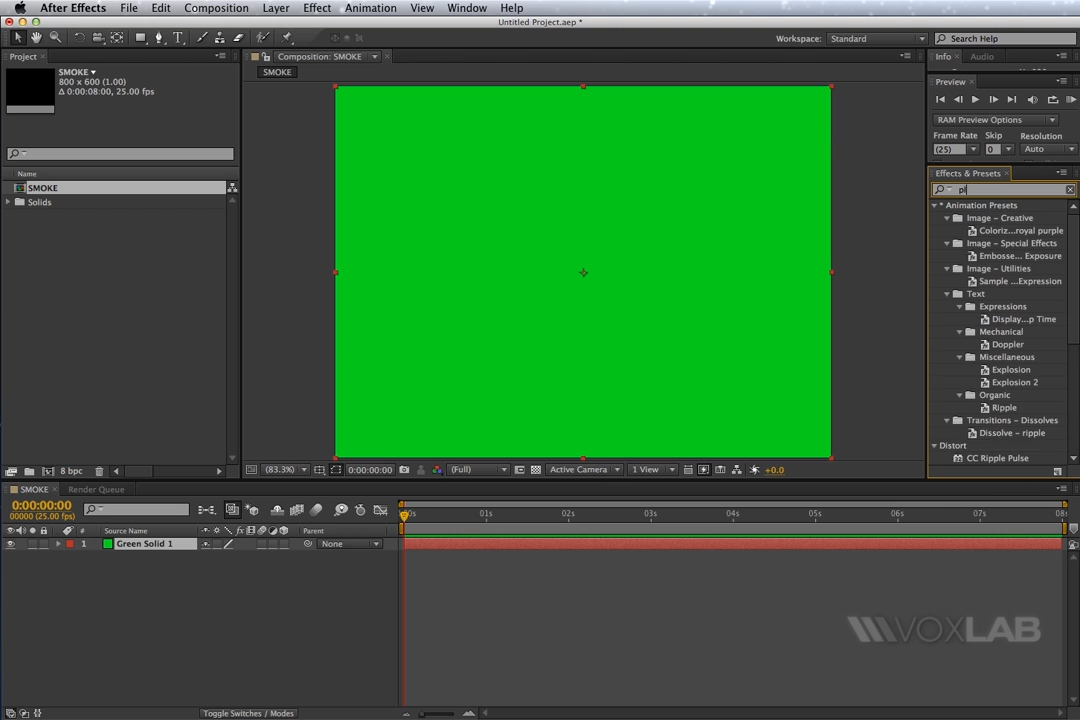 After Effects File Edit Composition Layer Effect Animation View Window Help
Untitled Project.aep *
Workspace: Standard Search Help
Project
Composition: SMOKE
Info Audio
SMOKE
SMOKE
800 x 600 (1.00)
Δ 0:00:08:00, 25.00 fps
Preview
RAM Preview Options
Frame Rate Skip Resolution
(25) 0 Auto
Effects & Presets
pl
Name
SMOKE
Solids
* Animation Presets
Image – Creative
Coloriz...royal purple
Image – Special Effects
Embosse... Exposure
Image – Utilities
Sample ...Expression
Text
Expressions
Display...p Time
Mechanical
Doppler
Miscellaneous
Explosion
Explosion 2
Organic
Ripple
Transitions – Dissolves
Dissolve – ripple
Distort
CC Ripple Pulse
8 bpc
(83.3%) 0:00:00:00 (Full) Active Camera 1 View +0.0
SMOKE Render Queue
0:00:00:00
00000 (25.00 fps)
0s 01s 02s 03s 04s 05s 06s 07s 08s
# Source Name fx Parent
1 Green Solid 1 None
VOXLAB
Toggle Switches / Modes